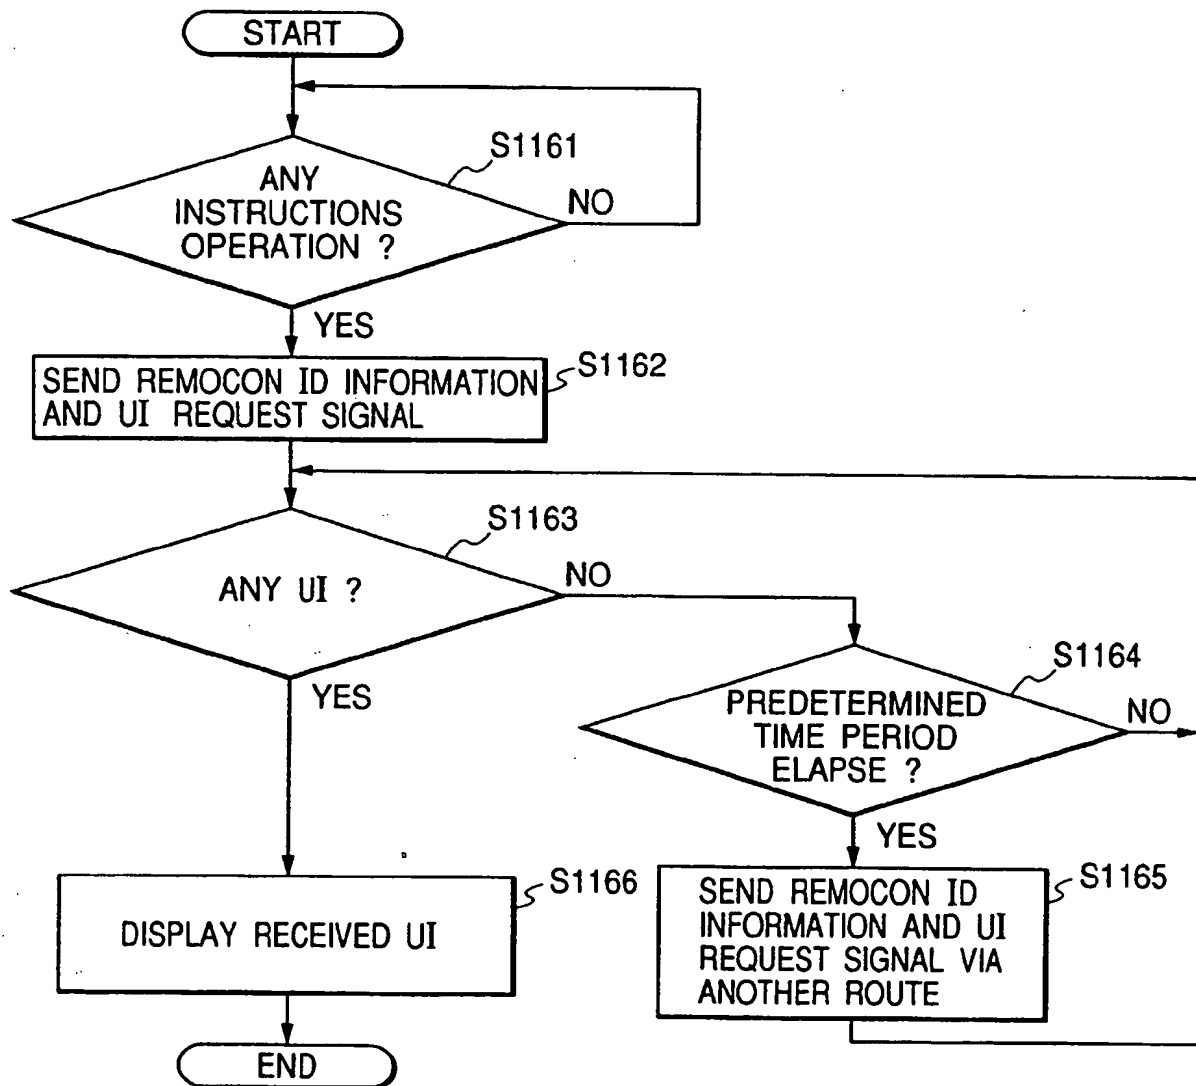 START
S1161
ANY
INSTRUCTIONS
OPERATION ?
NO
YES
S1162
SEND REMOCON ID INFORMATION
AND UI REQUEST SIGNAL
S1163
ANY UI ?
NO
YES
S1164
PREDETERMINED
TIME PERIOD
ELAPSE ?
NO
YES
S1165
SEND REMOCON ID
INFORMATION AND UI
REQUEST SIGNAL VIA
ANOTHER ROUTE
S1166
DISPLAY RECEIVED UI
END